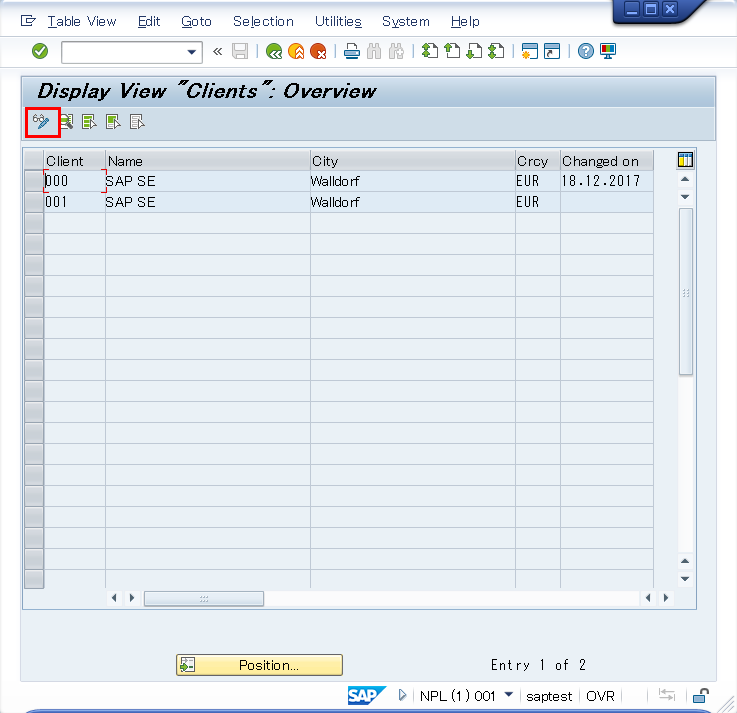 Table View Edit Goto Selection Utilities System Help
Display View "Clients": Overview
Client Name City Crcy Changed on
000 SAP SE Walldorf EUR 18.12.2017
001 SAP SE Walldorf EUR
Position... Entry 1 of 2
SAP NPL (1) 001 saptest OVR